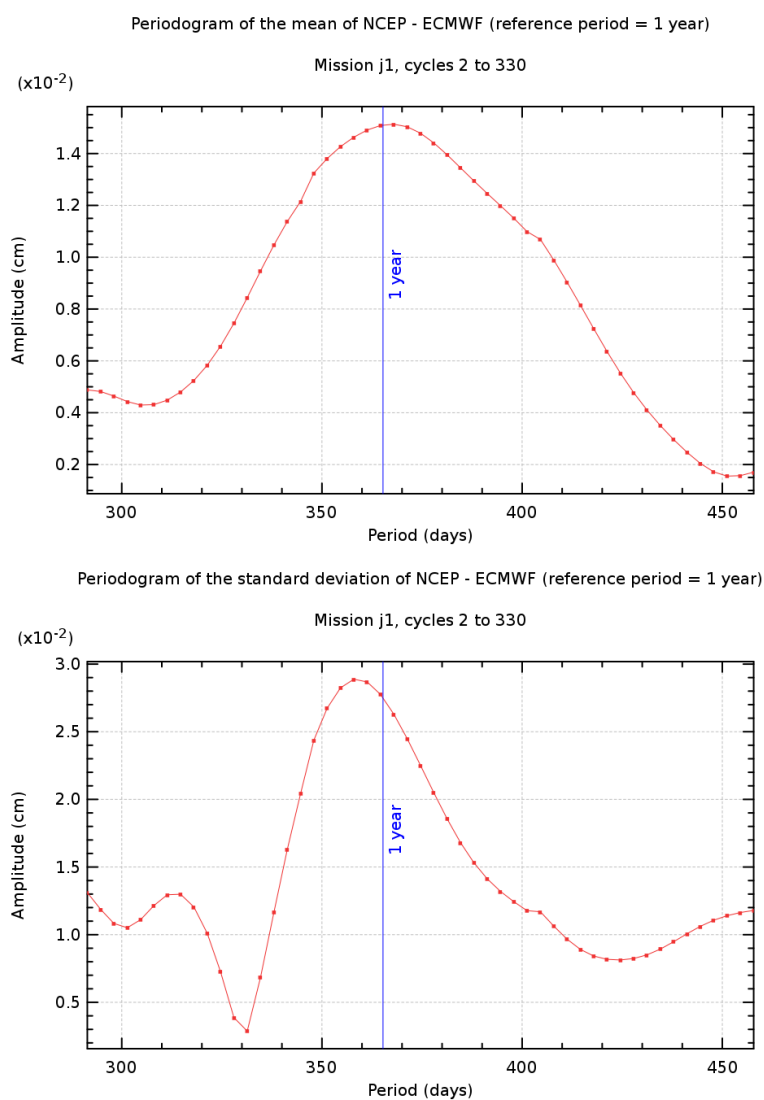 Periodogram of the mean of NCEP - ECMWF (reference period = 1 year)
Mission j1, cycles 2 to 330
(x10-2)
1.4
1.2
1.0
0.8
0.6
0.4
0.2
Amplitude (cm)
1 year
300 350 400 450
Period (days)
Periodogram of the standard deviation of NCEP - ECMWF (reference period = 1 year)
Mission j1, cycles 2 to 330
(x10-2)
3.0
2.5
2.0
1.5
1.0
0.5
Amplitude (cm)
1 year
300 350 400 450
Period (days)